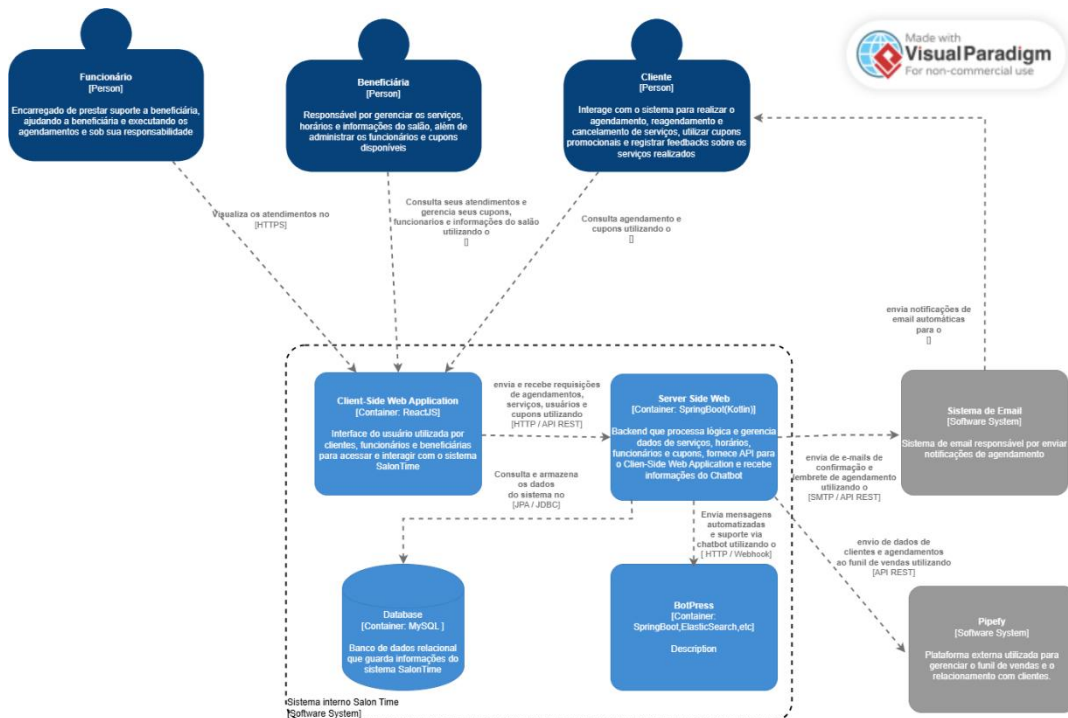 Made with
Visual Paradigm
For non-commercial use
Funcionário
[Person]
Encarregado de prestar suporte a beneficiária,
ajudando a beneficiária e executando os
agendamentos e sob sua responsabilidade
Beneficiária
[Person]
Responsável por gerenciar os serviços,
horários e informações do salão, além de
administrar os funcionários e cupons
disponíveis
Cliente
[Person]
Interage com o sistema para realizar o
agendamento, reagendamento e
cancelamento de serviços, utilizar cupons
promocionais e registrar feedbacks sobre os
serviços realizados
Visualiza os atendimentos no
[HTTPS]
Consulta seus atendimentos e
gerencia seus cupons,
funcionarios e informações do salão
utilizando o
[]
Consulta agendamento e
cupons utilizando o
[]
envia notificações de
email automáticas
para o
[]
Client-Side Web Application
[Container: ReactJS]
Interface do usuário utilizada por
clientes, funcionários e beneficiárias
para acessar e interagir com o sistema
SalonTime
envia e recebe requisições
de agendamentos,
serviços, usuários e
cupons utilizando
[HTTP / API REST]
Server Side Web
[Container: SpringBoot(Kotlin)]
Backend que processa lógica e gerencia
dados de serviços, horários,
funcionários e cupons, fornece API para
o Clien-Side Web Application e recebe
informações do Chatbot
Sistema de Email
[Software System]
Sistema de email responsável por enviar
notificações de agendamento
envia de e-mails de
confirmação e
lembrete de agendamento
utilizando o
[SMTP / API REST]
Consulta e armazena
os dados
do sistema no
[JPA / JDBC]
Envia mensagens
automatizadas
e suporte via
chatbot utilizando o
[ HTTP / Webhook]
envio de dados de
clientes e agendamentos
ao funil de vendas utilizando
[API REST]
Database
[Container: MySQL ]
Banco de dados relacional
que guarda informações do
sistema SalonTime
BotPress
[Container:
SpringBoot,ElasticSearch,etc]
Description
Pipefy
[Software System]
Plataforma externa utilizada para
gerenciar o funil de vendas e o
relacionamento com clientes.
Sistema interno Salon Time
[Software System]